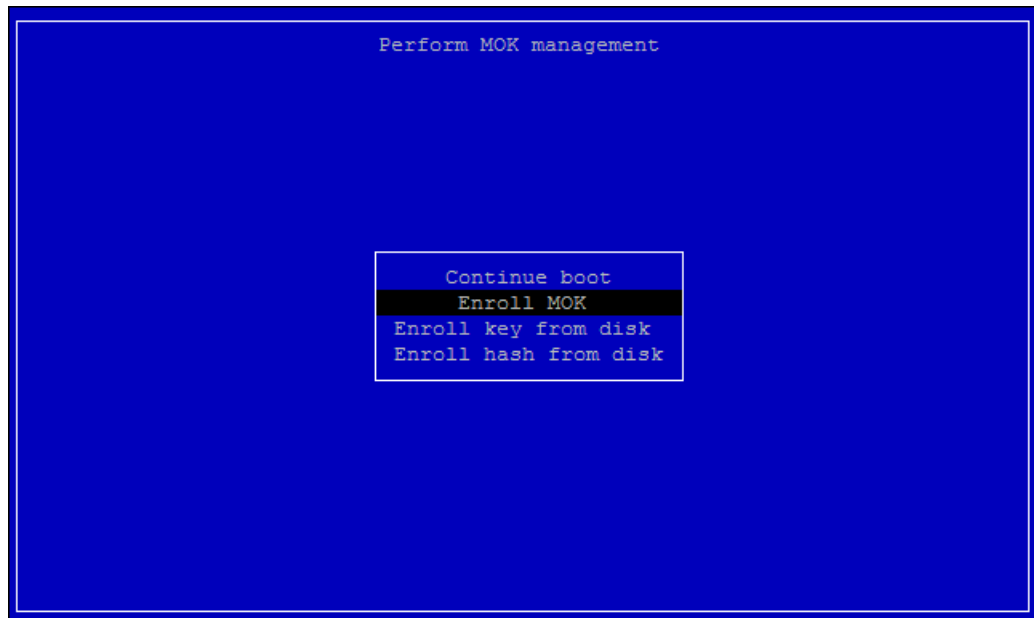 Perform MOK management
Continue boot
Enroll MOK
Enroll key from disk
Enroll hash from disk